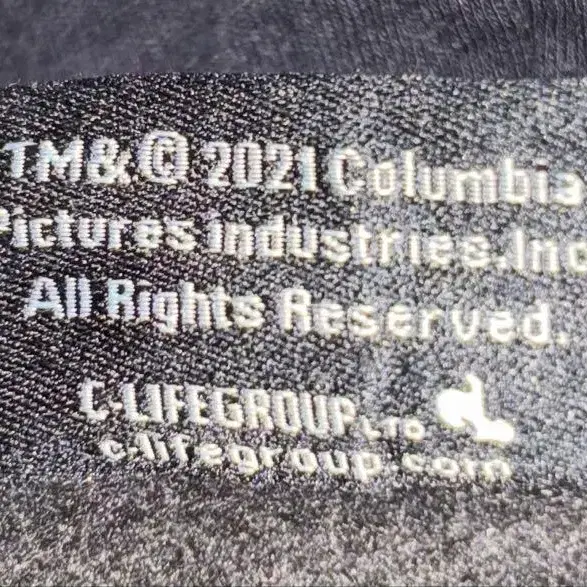 TM&© 2021 Columbia
Pictures industries.Inc
All Rights Reserved.
C-LIFEGROUP LTD
c-lifegroup com